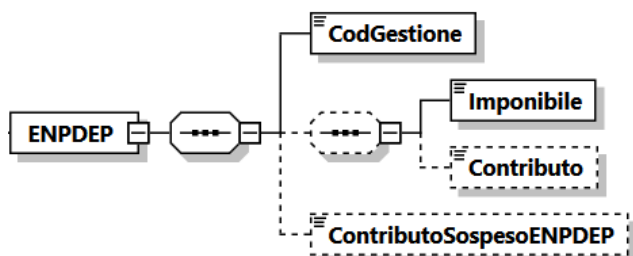 CodGestione
ENPDEP
Imponibile
Contributo
ContributoSospesoENPDEP